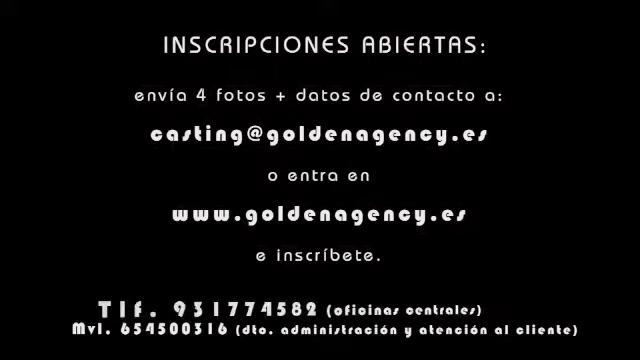 INSCRIPCIONES ABIERTAS:
envía 4 fotos + datos de contacto a:
casting@goldenagency.es
o entra en
www.goldenagency.es
e inscríbete.
Tlf. 931774582 (oficinas centrales)
Mvl. 654500316 (dto. administración y atención al cliente)